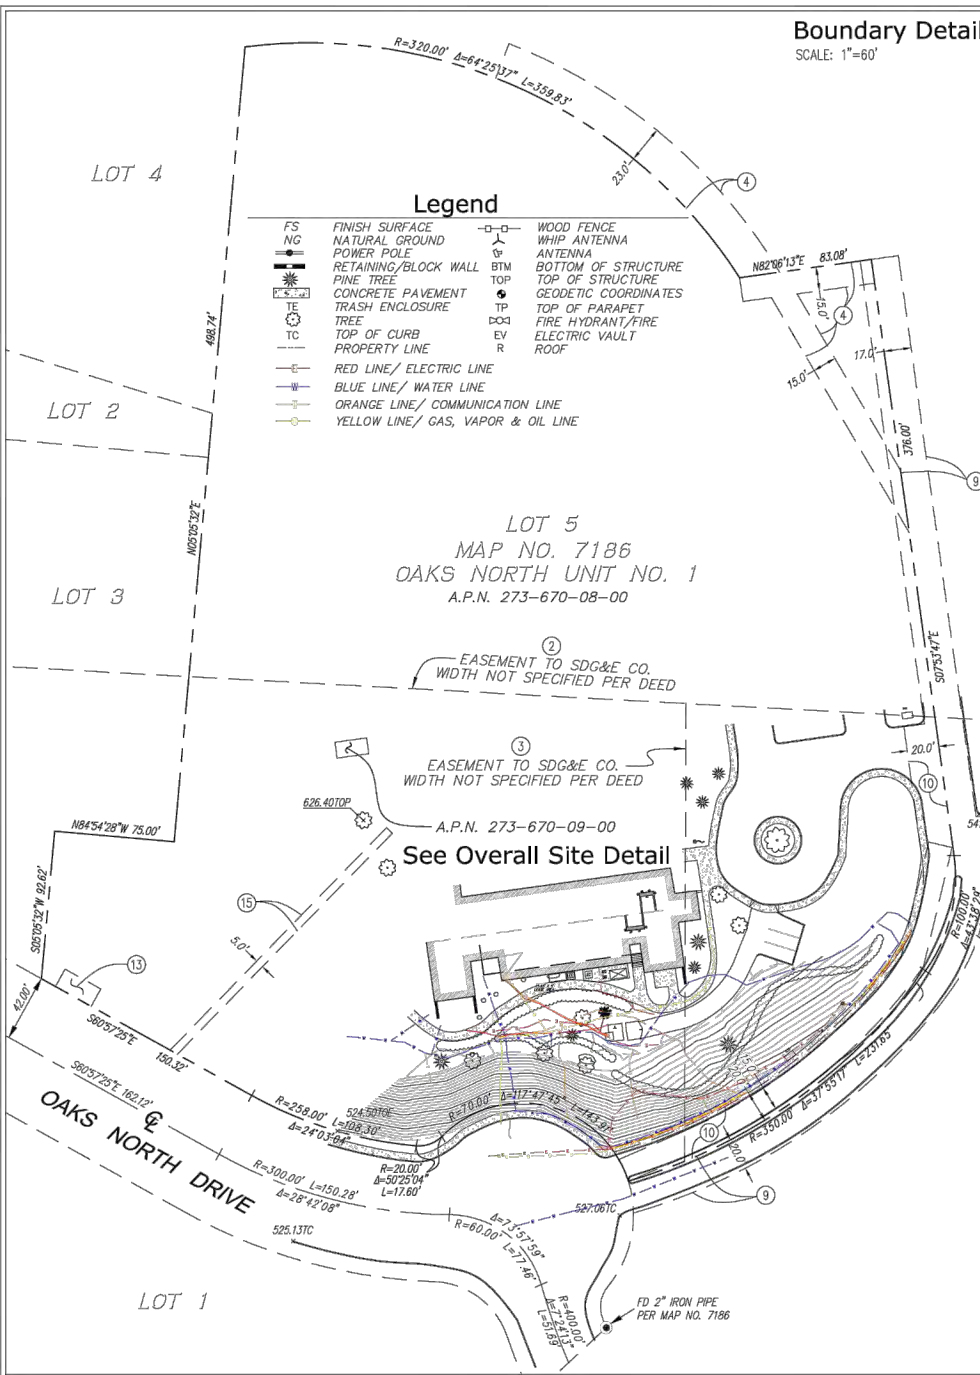 Boundary Detail
SCALE: 1"=60'
R=320.00' Δ=64°25'37" L=359.83'
LOT 4
23.0'
4
Legend
FS FINISH SURFACE
NG NATURAL GROUND
POWER POLE
RETAINING/BLOCK WALL
PINE TREE
CONCRETE PAVEMENT
TE TRASH ENCLOSURE
TREE
TC TOP OF CURB
PROPERTY LINE
WOOD FENCE
WHIP ANTENNA
ANTENNA
BTM BOTTOM OF STRUCTURE
TOP TOP OF STRUCTURE
GEODETIC COORDINATES
TP TOP OF PARAPET
FIRE HYDRANT/FIRE
EV ELECTRIC VAULT
R ROOF
E RED LINE/ ELECTRIC LINE
W BLUE LINE/ WATER LINE
T ORANGE LINE/ COMMUNICATION LINE
G YELLOW LINE/ GAS, VAPOR & OIL LINE
N82°06'13"E 83.08'
15.0'
4
17.0'
15.0'
498.74'
LOT 2
376.00'
9
N05°05'32"E
LOT 5
MAP NO. 7186
OAKS NORTH UNIT NO. 1
A.P.N. 273-670-08-00
LOT 3
2
EASEMENT TO SDG&E CO.
WIDTH NOT SPECIFIED PER DEED
S07°53'47"E
3
EASEMENT TO SDG&E CO.
WIDTH NOT SPECIFIED PER DEED
20.0'
10
626.40TOP
54
N84°54'28"W 75.00'
A.P.N. 273-670-09-00
See Overall Site Detail
S05°05'32"W 92.62'
15
5.0'
R=100.00'
13
42.00'
S60°57'25"E
150.32'
S60°57'25"E 162.12'
OAKS NORTH DRIVE
R=258.00'
Δ=24°03'04"
524.50TOE
L=108.30'
R=70.00' Δ=117°47'45" L=143.91'
15.0'
R=350.00' Δ=37°55'17" L=231.65'
10
20.0'
9
R=20.00'
Δ=50°25'04"
L=17.60'
R=300.00' L=150.28'
Δ=28°42'08"
525.13TC
527.06TC
Δ=73°57'59"
R=60.00' L=77.46'
R=400.00'
Δ=7°24'13"
L=51.69'
LOT 1
FD 2" IRON PIPE
PER MAP NO. 7186